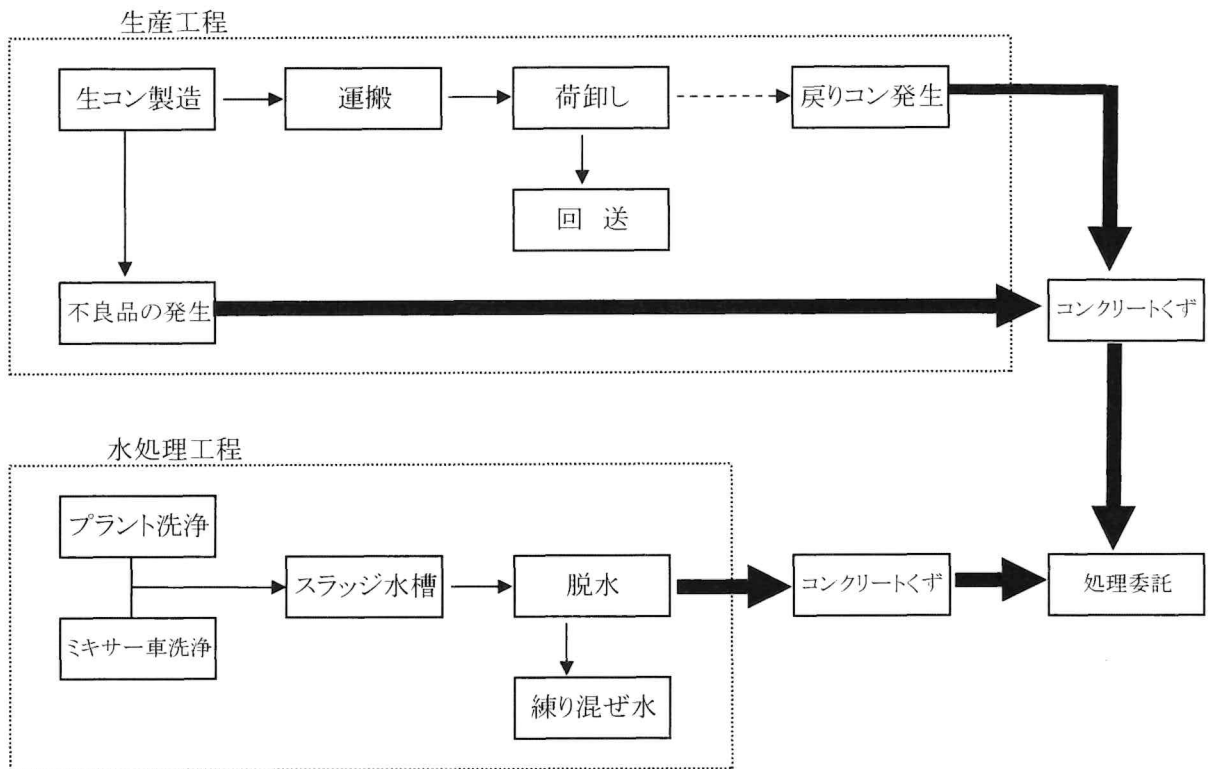 生産工程
生コン製造
運搬
荷卸し
戻りコン発生
回 送
不良品の発生
コンクリートくず
水処理工程
プラント洗浄
スラッジ水槽
脱水
コンクリートくず
処理委託
ミキサー車洗浄
練り混ぜ水